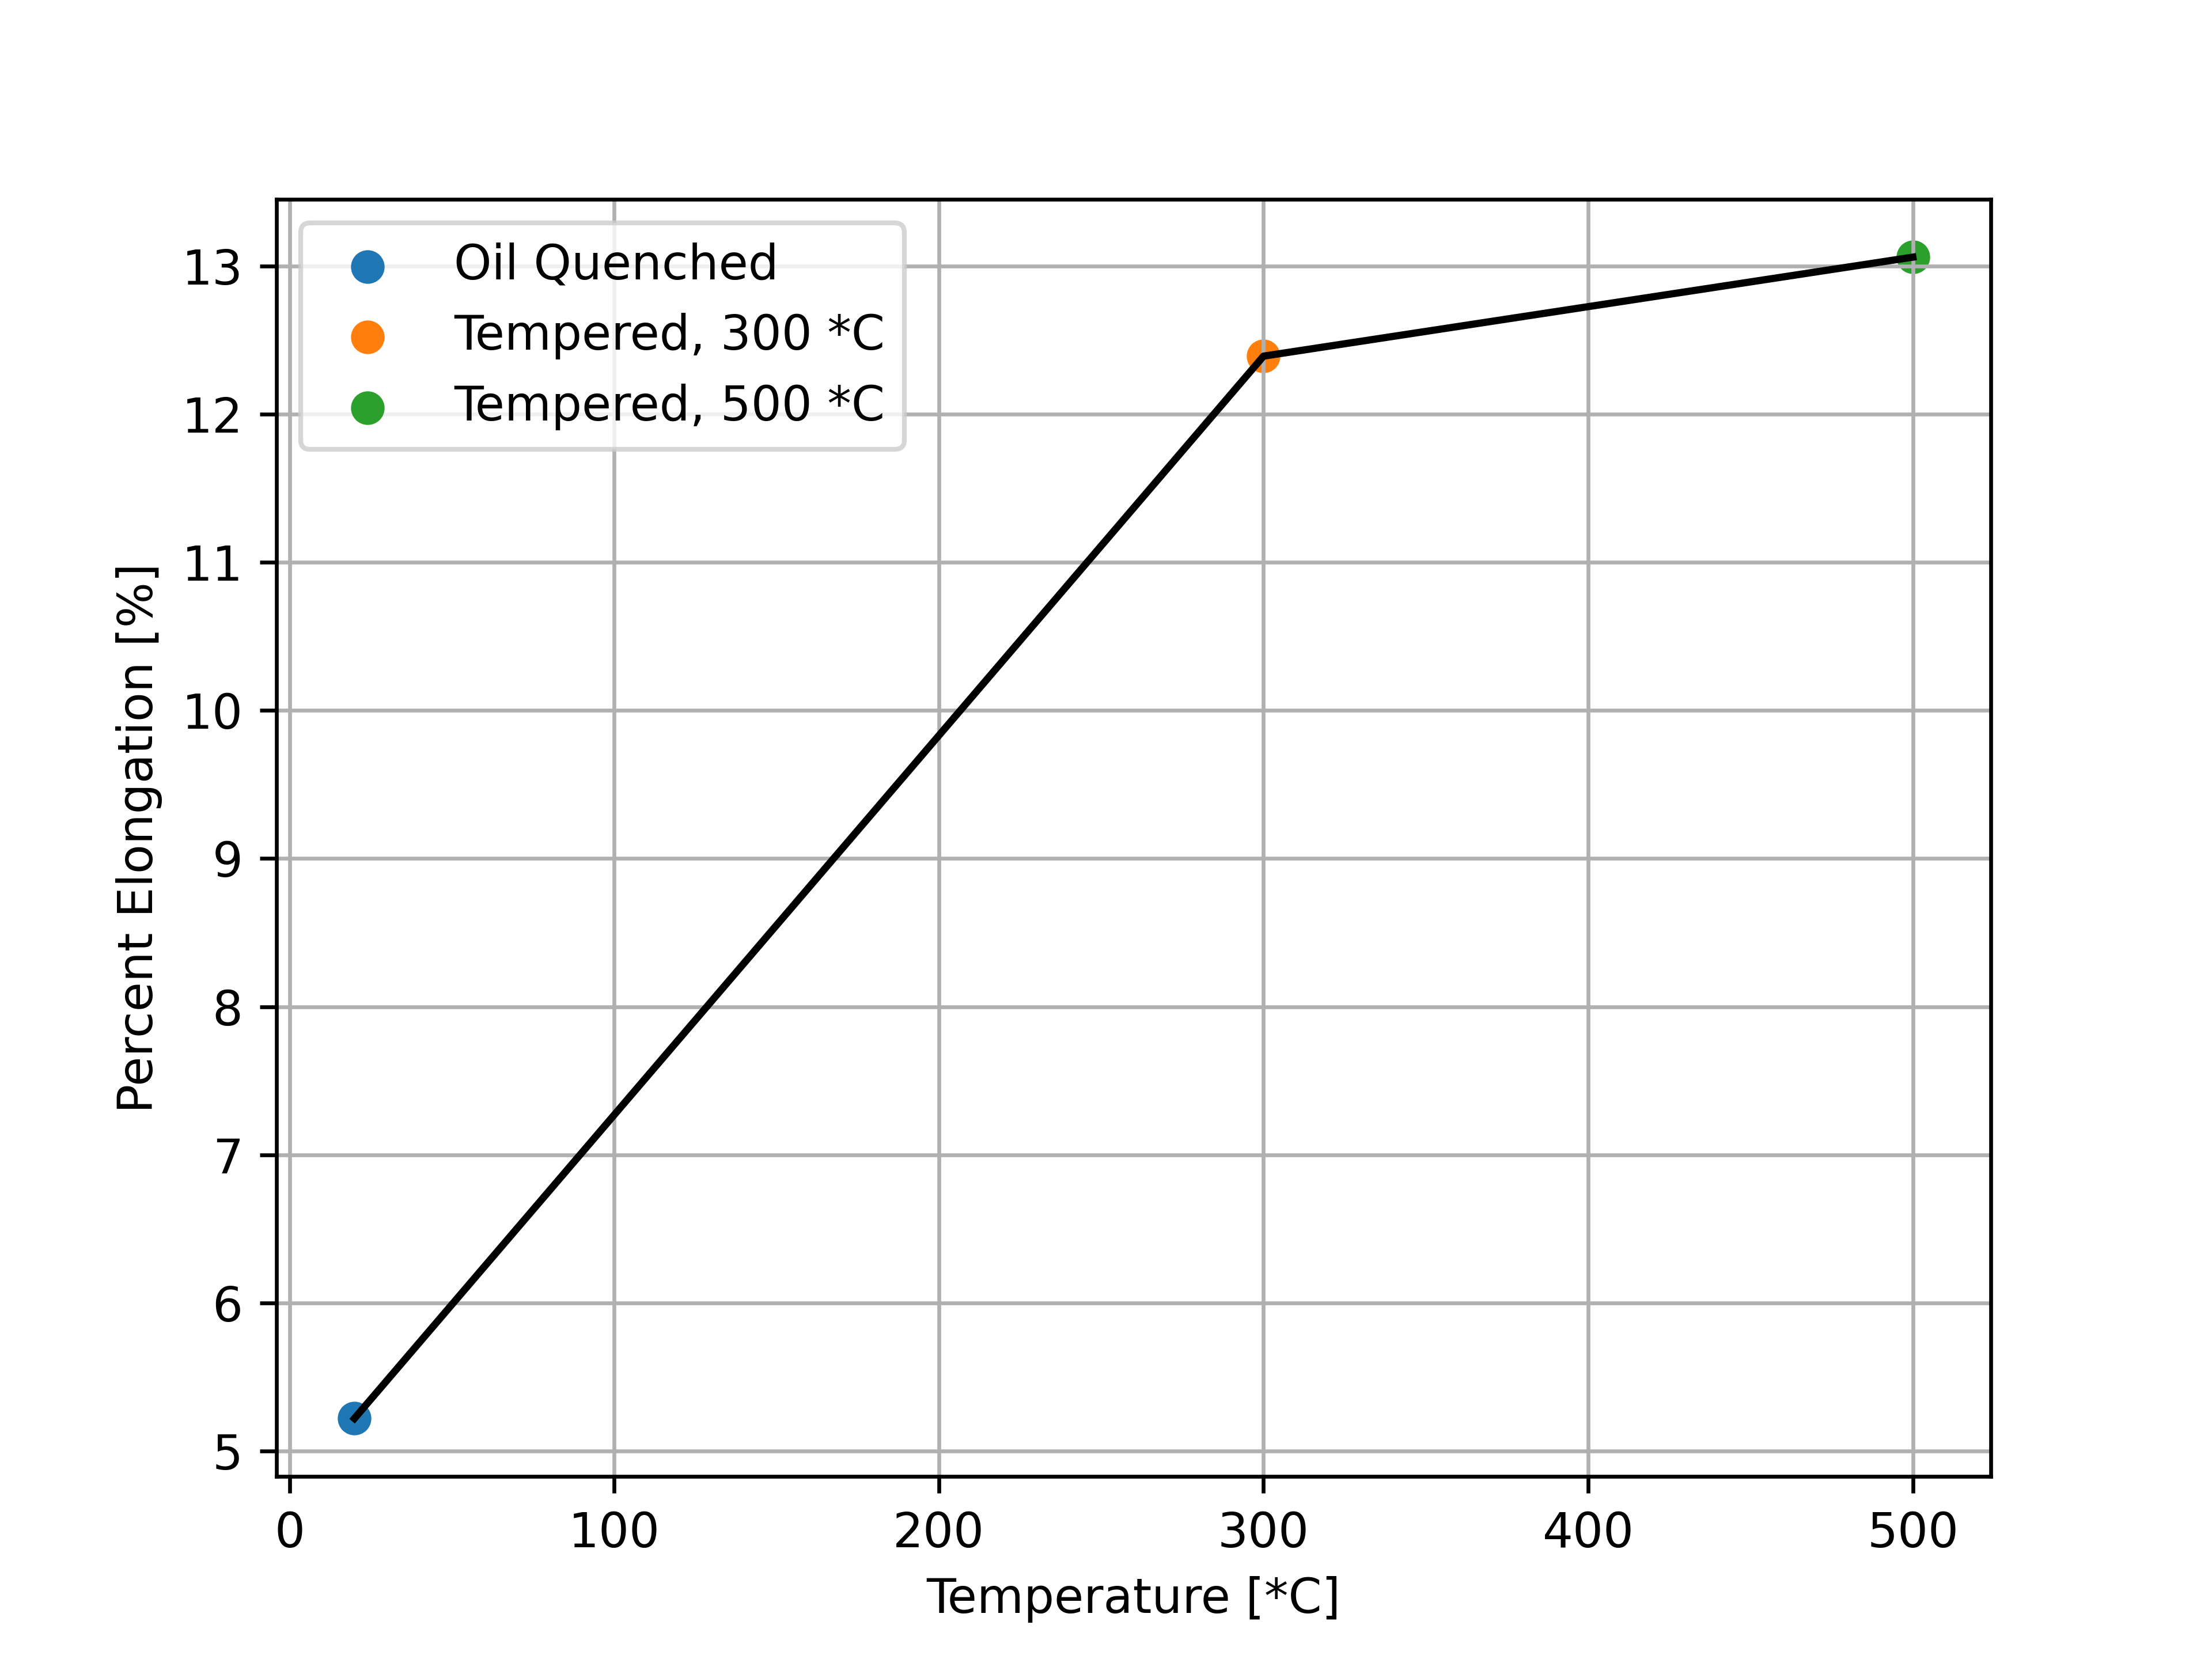 Oil Quenched
Tempered, 300 *C
Tempered, 500 *C
13
12
11
10
9
8
7
6
5
Percent Elongation [%]
0 100 200 300 400 500
Temperature [*C]